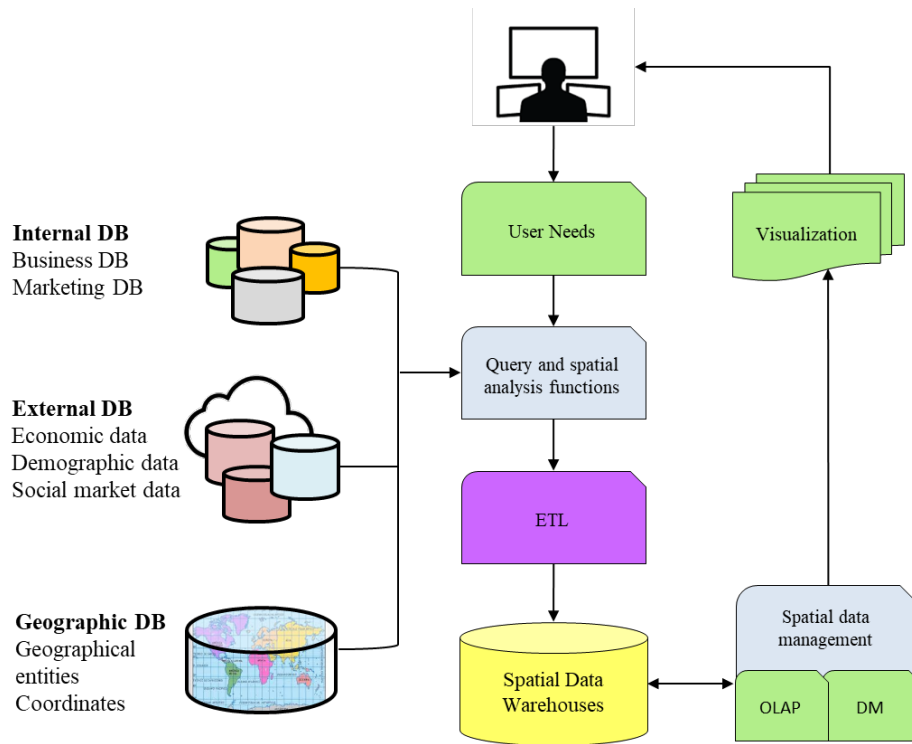 Internal DB
Business DB
Marketing DB
External DB
Economic data
Demographic data
Social market data
Geographic DB
Geographical
entities
Coordinates
User Needs
Query and spatial
analysis functions
ETL
Spatial Data
Warehouses
Visualization
Spatial data
management
OLAP
DM